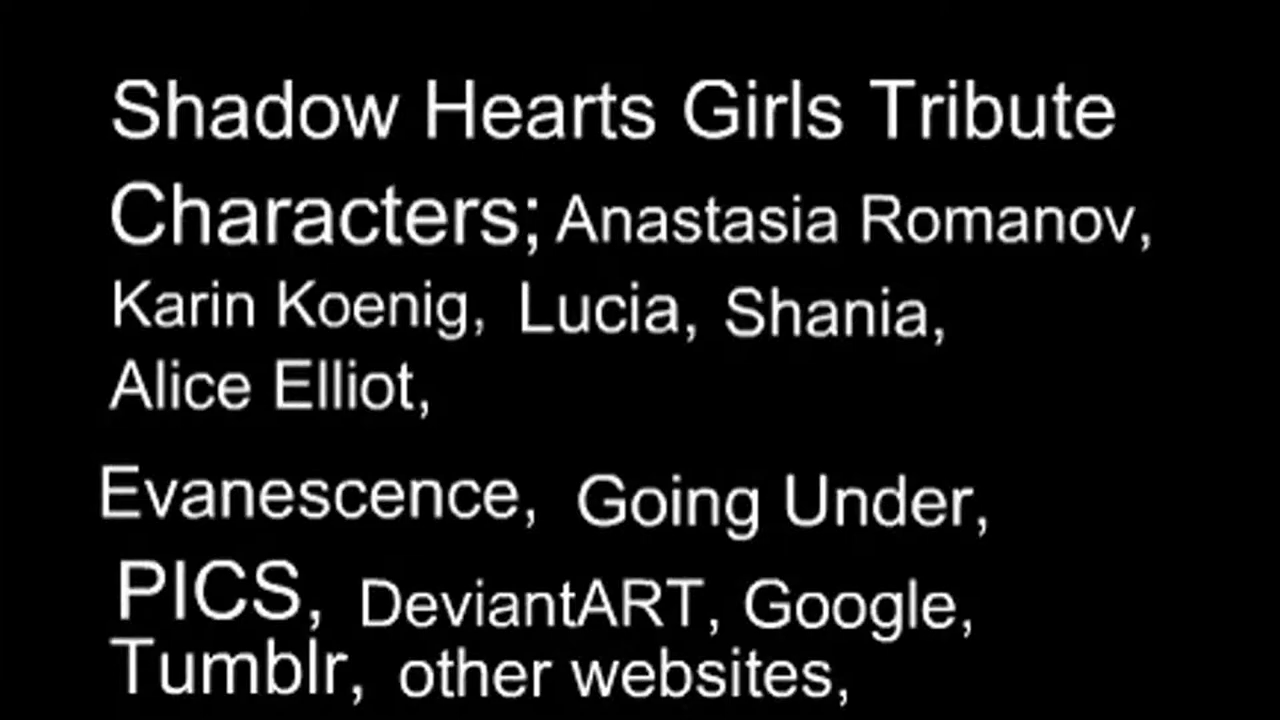 Shadow Hearts Girls Tribute
Characters; Anastasia Romanov,
Karin Koenig, Lucia, Shania,
Alice Elliot,
Evanescence, Going Under,
PICS, DeviantART, Google,
Tumblr, other websites,